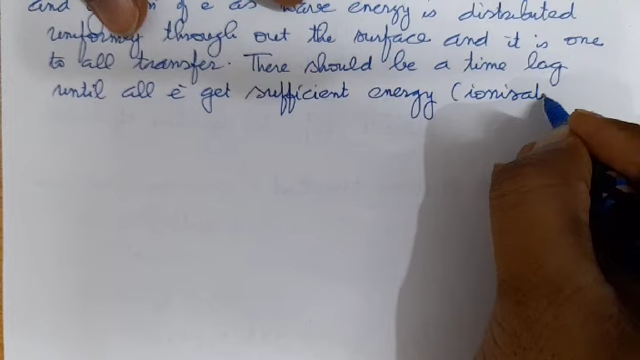 and of e as wave energy is distributed
uniformly through out the surface and it is one
to all transfer. There should be a time lag
until all e⁻ get sufficient energy (ionisat